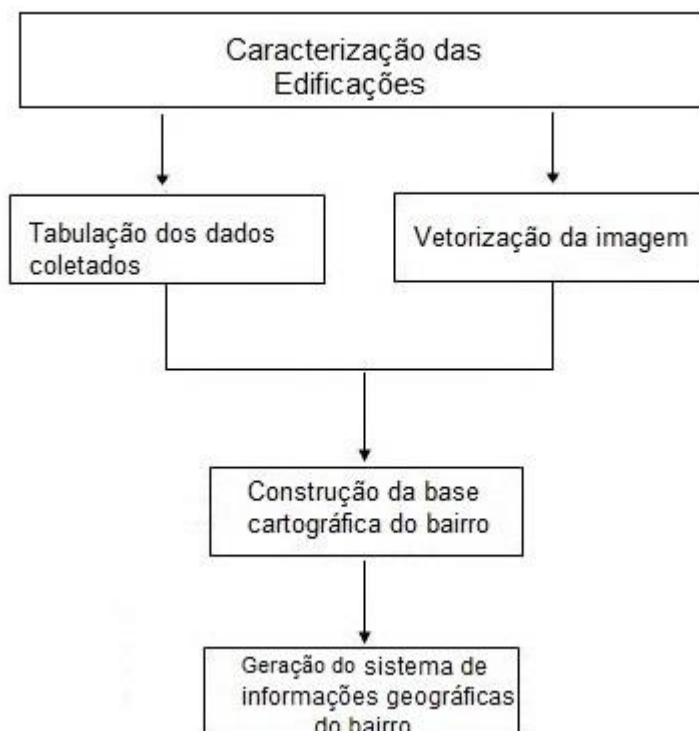 Caracterização das
Edificações
Tabulação dos dados
coletados
Vetorização da imagem
Construção da base
cartográfica do bairro
Geração do sistema de
informações geográficas
do bairro